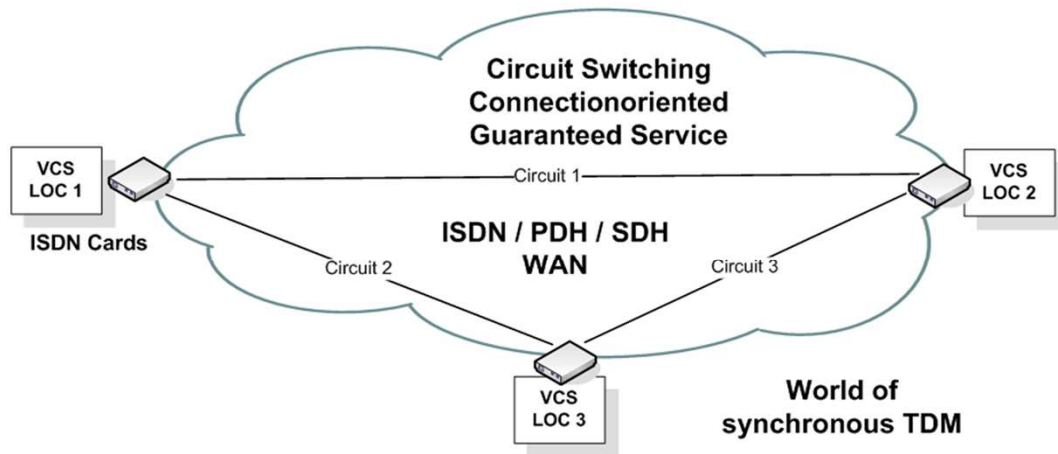 Circuit Switching
Connectionoriented
Guaranteed Service
VCS
LOC 1
Circuit 1
VCS
LOC 2
ISDN Cards
ISDN / PDH / SDH
WAN
Circuit 2
Circuit 3
VCS
LOC 3
World of
synchronous TDM